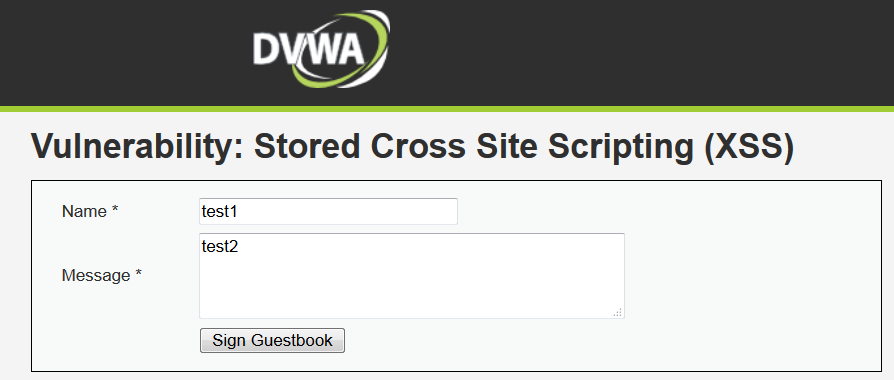 DVWA
Vulnerability: Stored Cross Site Scripting (XSS)
Name * test1
Message * test2
Sign Guestbook